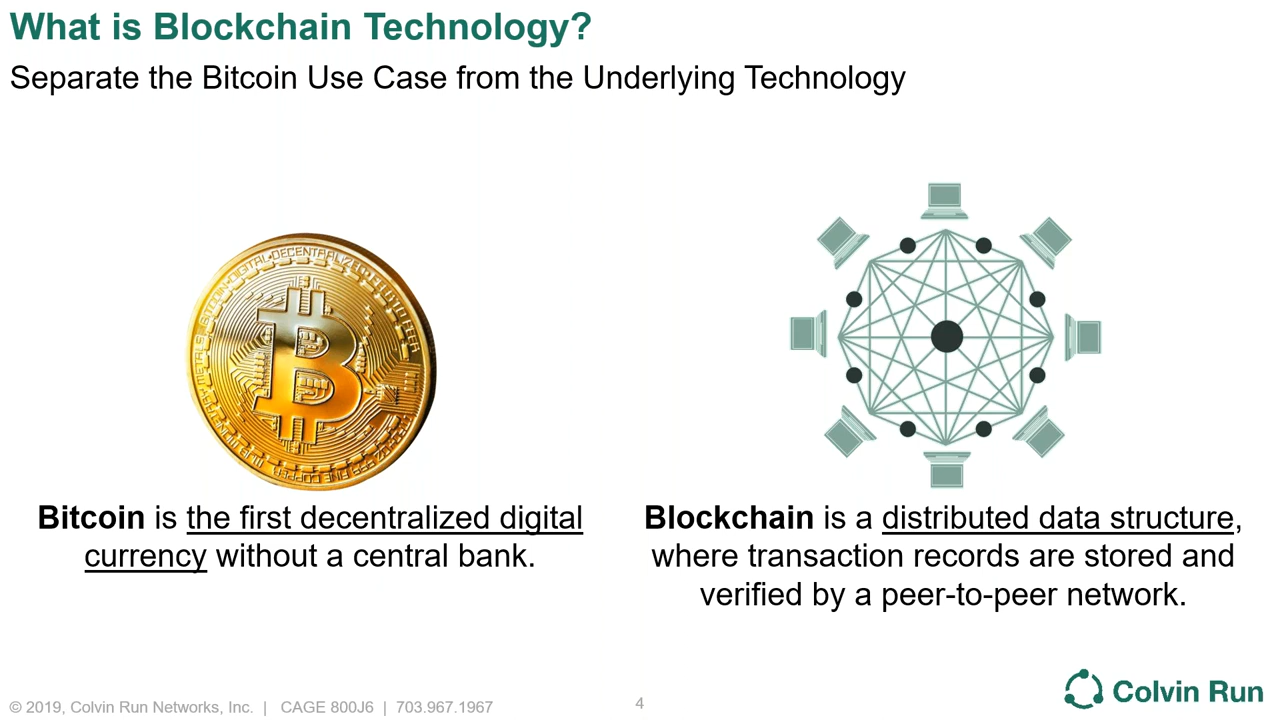 What is Blockchain Technology?
Separate the Bitcoin Use Case from the Underlying Technology
Bitcoin is the first decentralized digital
currency without a central bank.
Blockchain is a distributed data structure,
where transaction records are stored and
verified by a peer-to-peer network.
© 2019, Colvin Run Networks, Inc. | CAGE 800J6 | 703.967.1967
4
Colvin Run